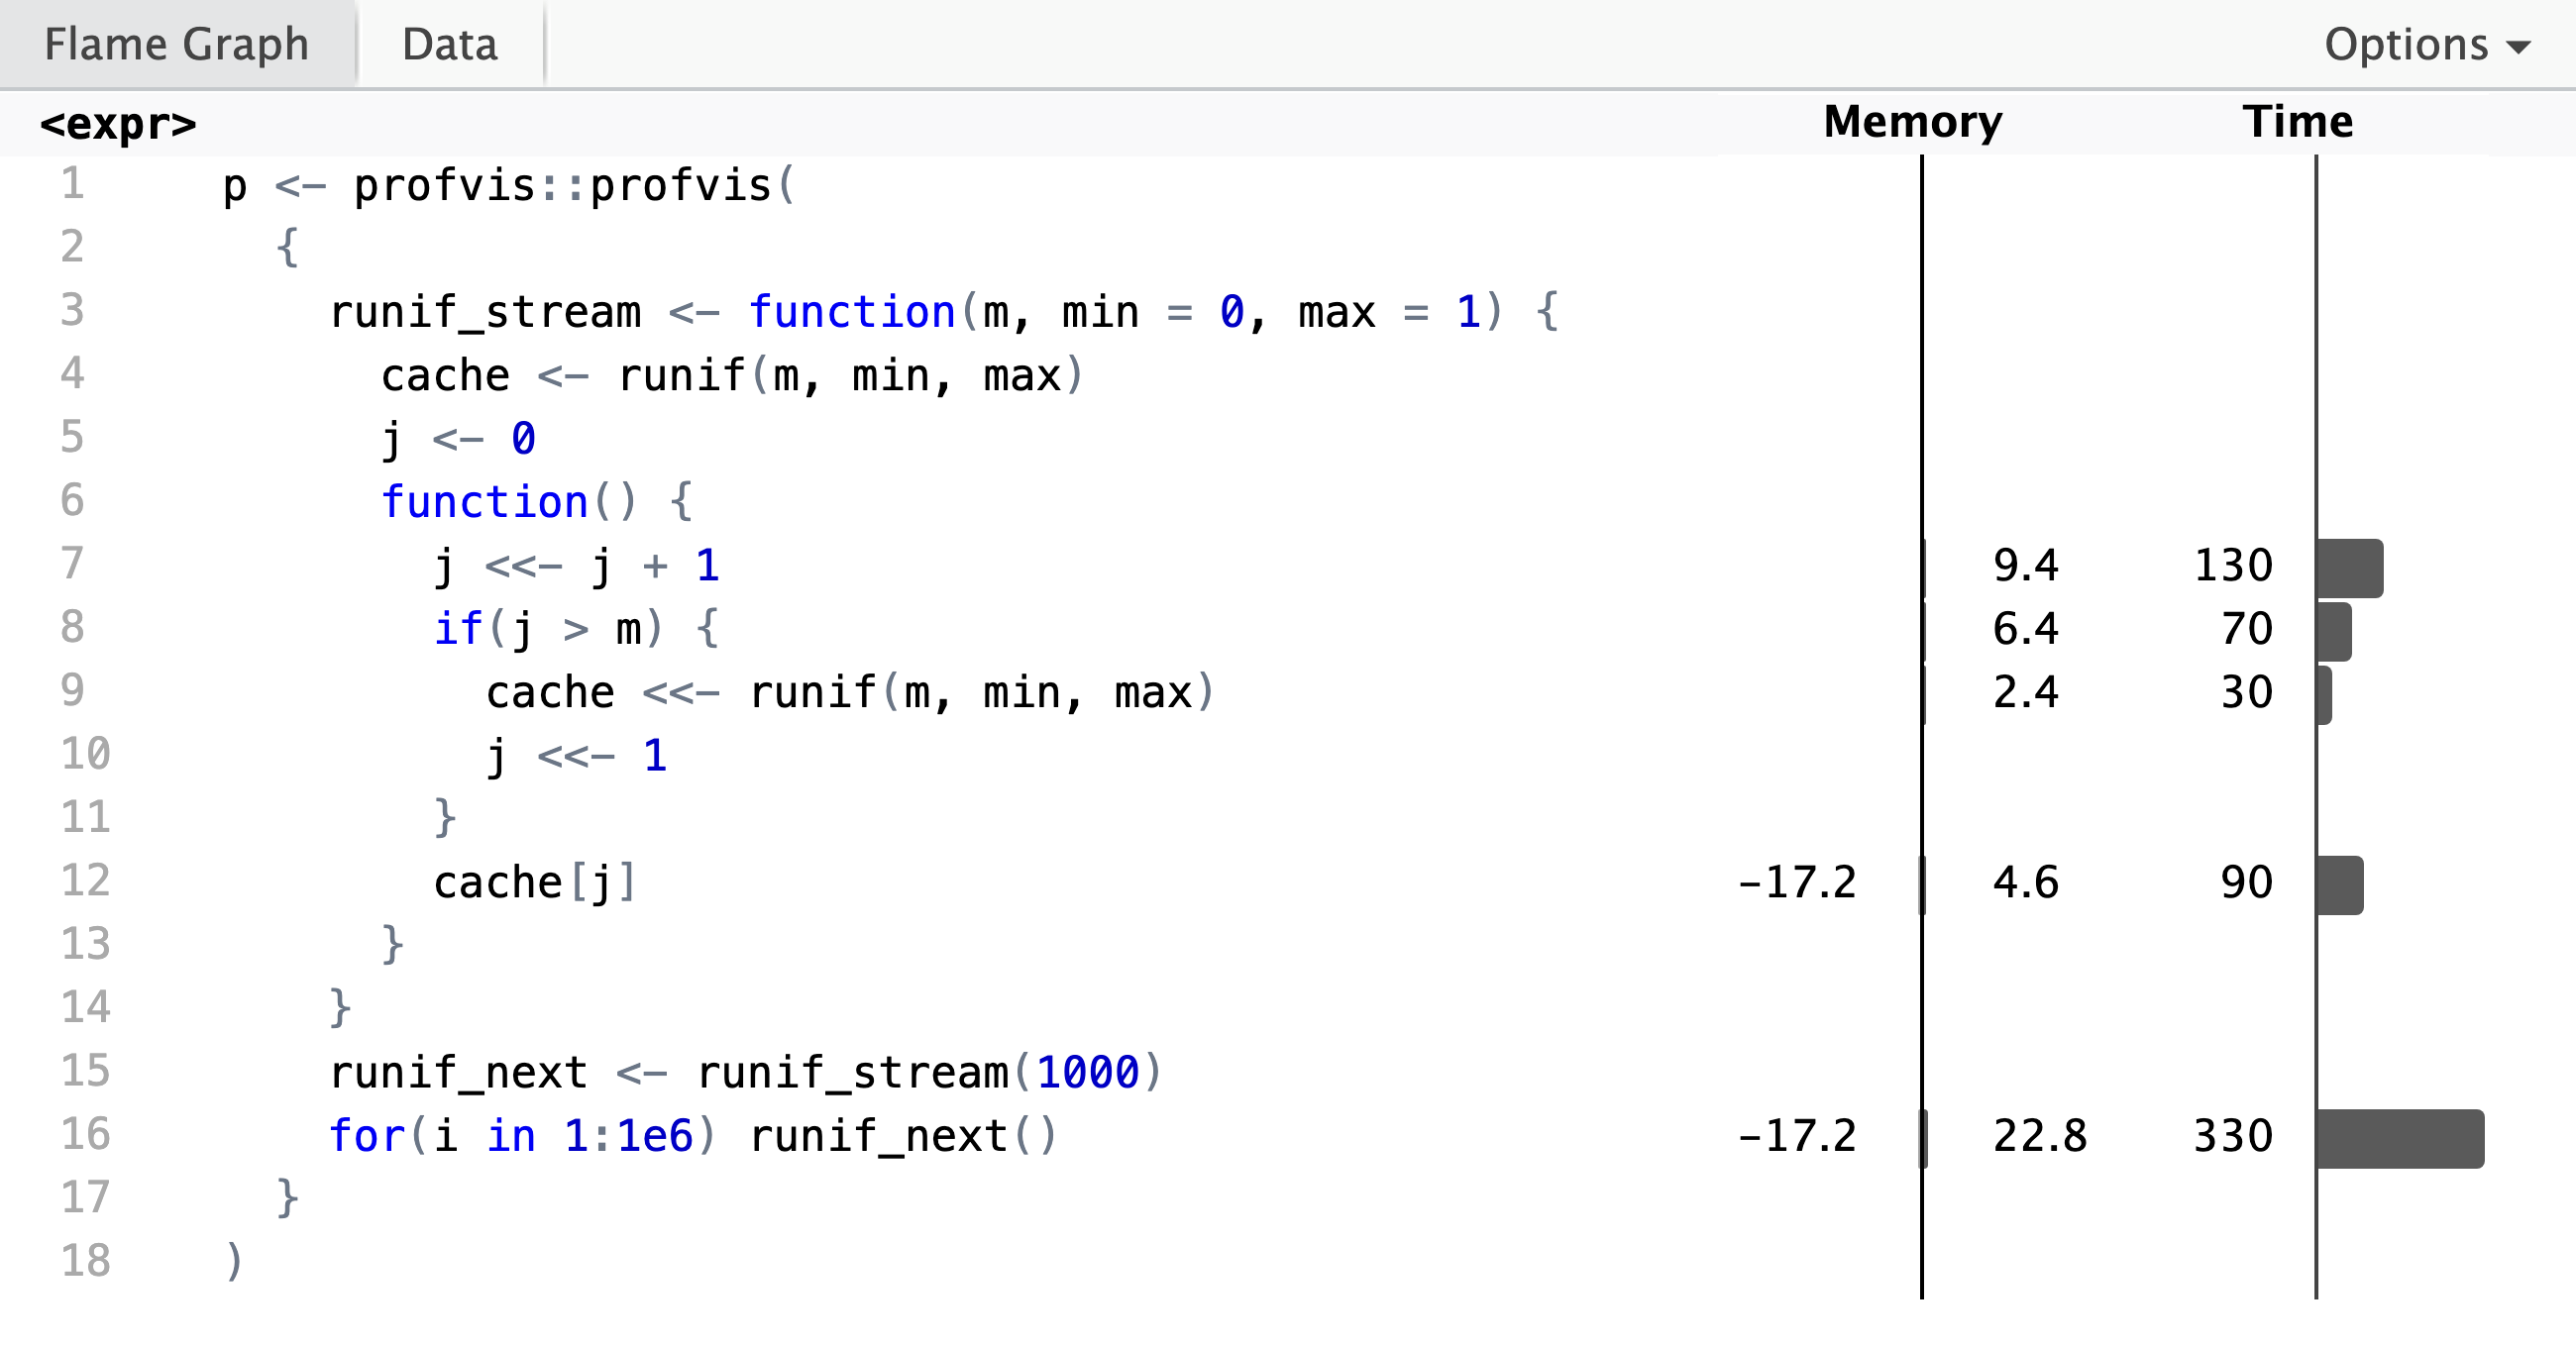 Flame Graph Data Options
<expr> Memory Time
1 p <- profvis::profvis(
2 {
3 runif_stream <- function(m, min = 0, max = 1) {
4 cache <- runif(m, min, max)
5 j <- 0
6 function() {
7 j <<- j + 1 9.4 130
8 if(j > m) { 6.4 70
9 cache <<- runif(m, min, max) 2.4 30
10 j <<- 1
11 }
12 cache[j] -17.2 4.6 90
13 }
14 }
15 runif_next <- runif_stream(1000)
16 for(i in 1:1e6) runif_next() -17.2 22.8 330
17 }
18 )